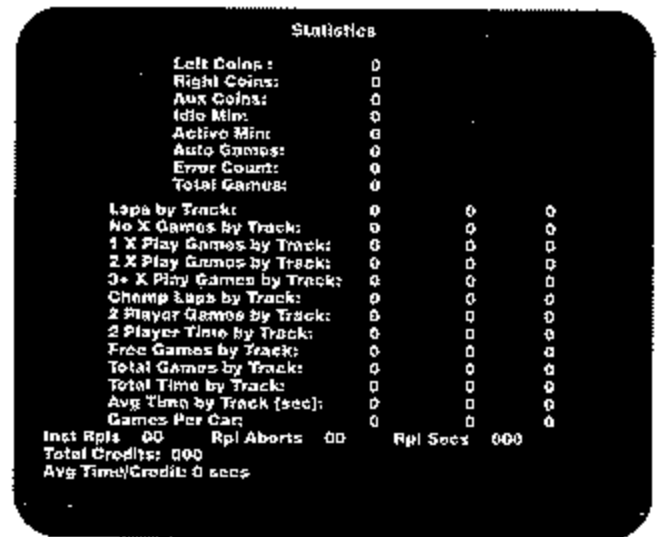 Statistics
Left Coins : 0
Right Coins: 0
Aux Coins: 0
Idle Min: 0
Active Min: 0
Auto Games: 0
Error Count: 0
Total Games: 0
Laps by Track: 0 0 0
No X Games by Track: 0 0 0
1 X Play Games by Track: 0 0 0
2 X Play Games by Track: 0 0 0
3+ X Play Games by Track: 0 0 0
Champ Laps by Track: 0 0 0
2 Player Games by Track: 0 0 0
2 Player Time by Track: 0 0 0
Free Games by Track: 0 0 0
Total Games by Track: 0 0 0
Total Time by Track: 0 0 0
Avg Time by Track (sec): 0 0 0
Games Per Car: 0 0 0
Inst Rpls 00 Rpl Aborts 00 Rpl Secs 000
Total Credits: 000
Avg Time/Credit: 0 secs